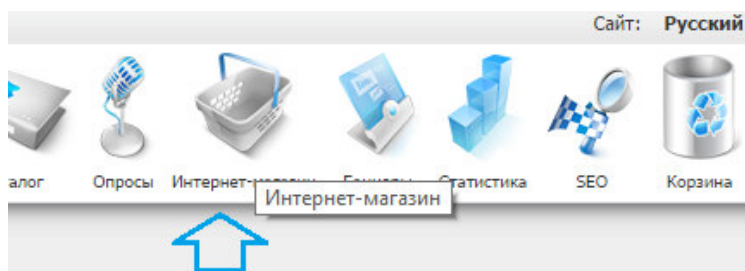 Сайт: Русский
алог Опросы Интернет-магазин Статистика SEO Корзина
Интернет-магазин